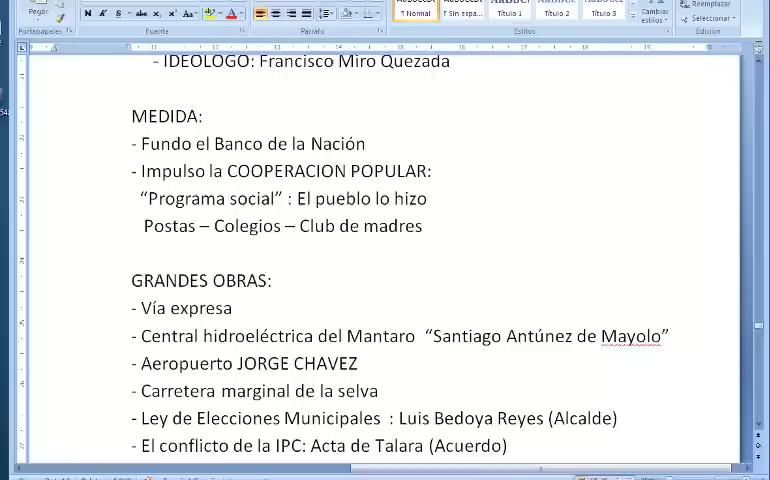 Pegar
Portapapeles
Fuente
Párrafo
¶ Normal
¶ Sin espa...
Título 1
Título 2
Título 3
Estilos
Cambiar
estilos
Reemplazar
Seleccionar
Edición
- IDEOLOGO: Francisco Miro Quezada
MEDIDA:
- Fundo el Banco de la Nación
- Impulso la COOPERACION POPULAR:
“Programa social” : El pueblo lo hizo
Postas – Colegios – Club de madres
GRANDES OBRAS:
- Vía expresa
- Central hidroeléctrica del Mantaro “Santiago Antúnez de Mayolo”
- Aeropuerto JORGE CHAVEZ
- Carretera marginal de la selva
- Ley de Elecciones Municipales : Luis Bedoya Reyes (Alcalde)
- El conflicto de la IPC: Acta de Talara (Acuerdo)